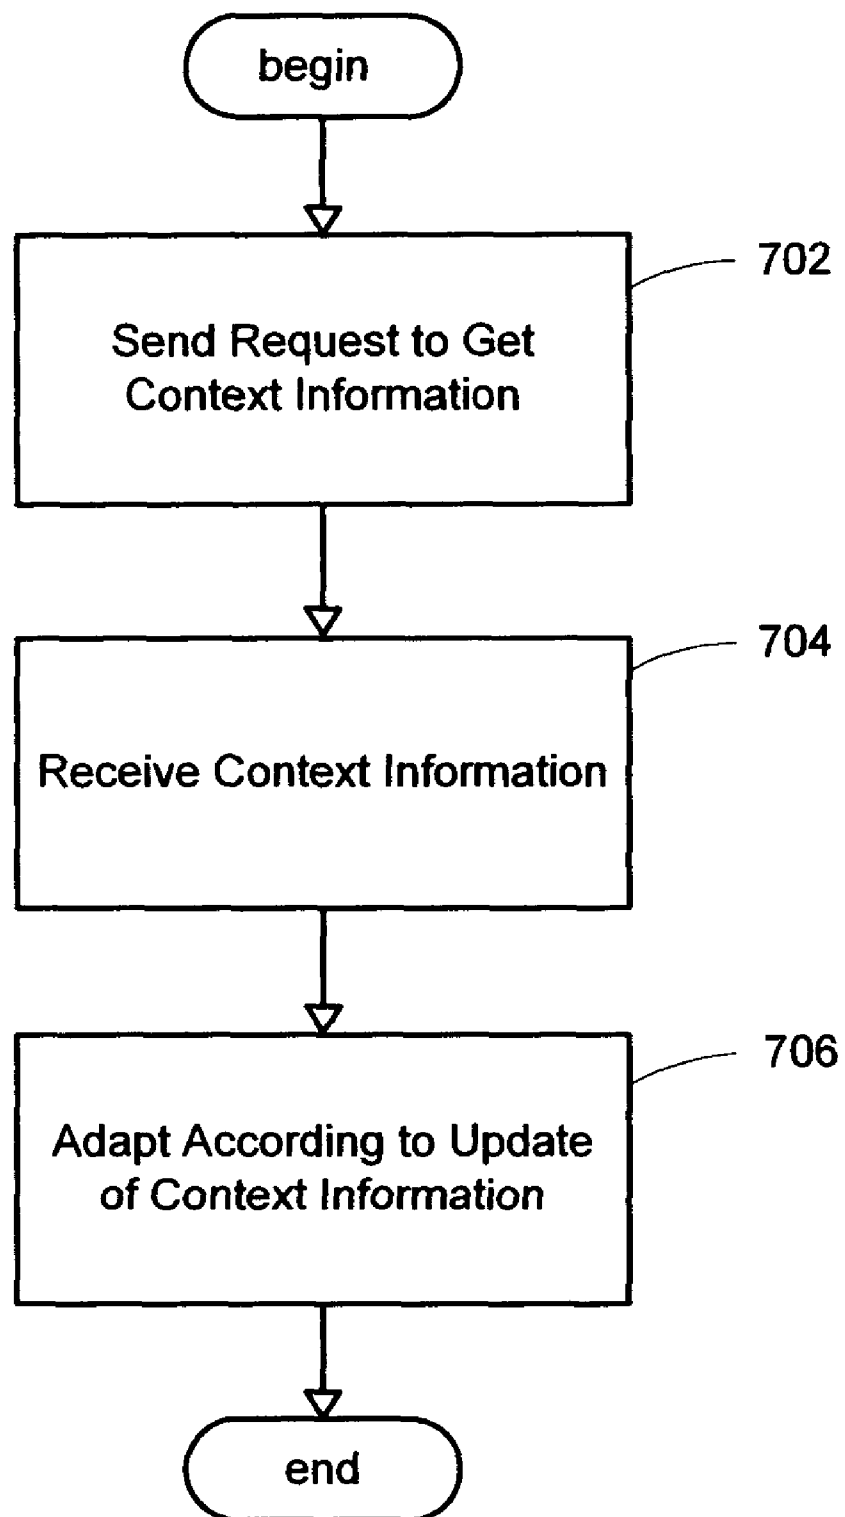 begin
702
Send Request to Get
Context Information
704
Receive Context Information
706
Adapt According to Update
of Context Information
end